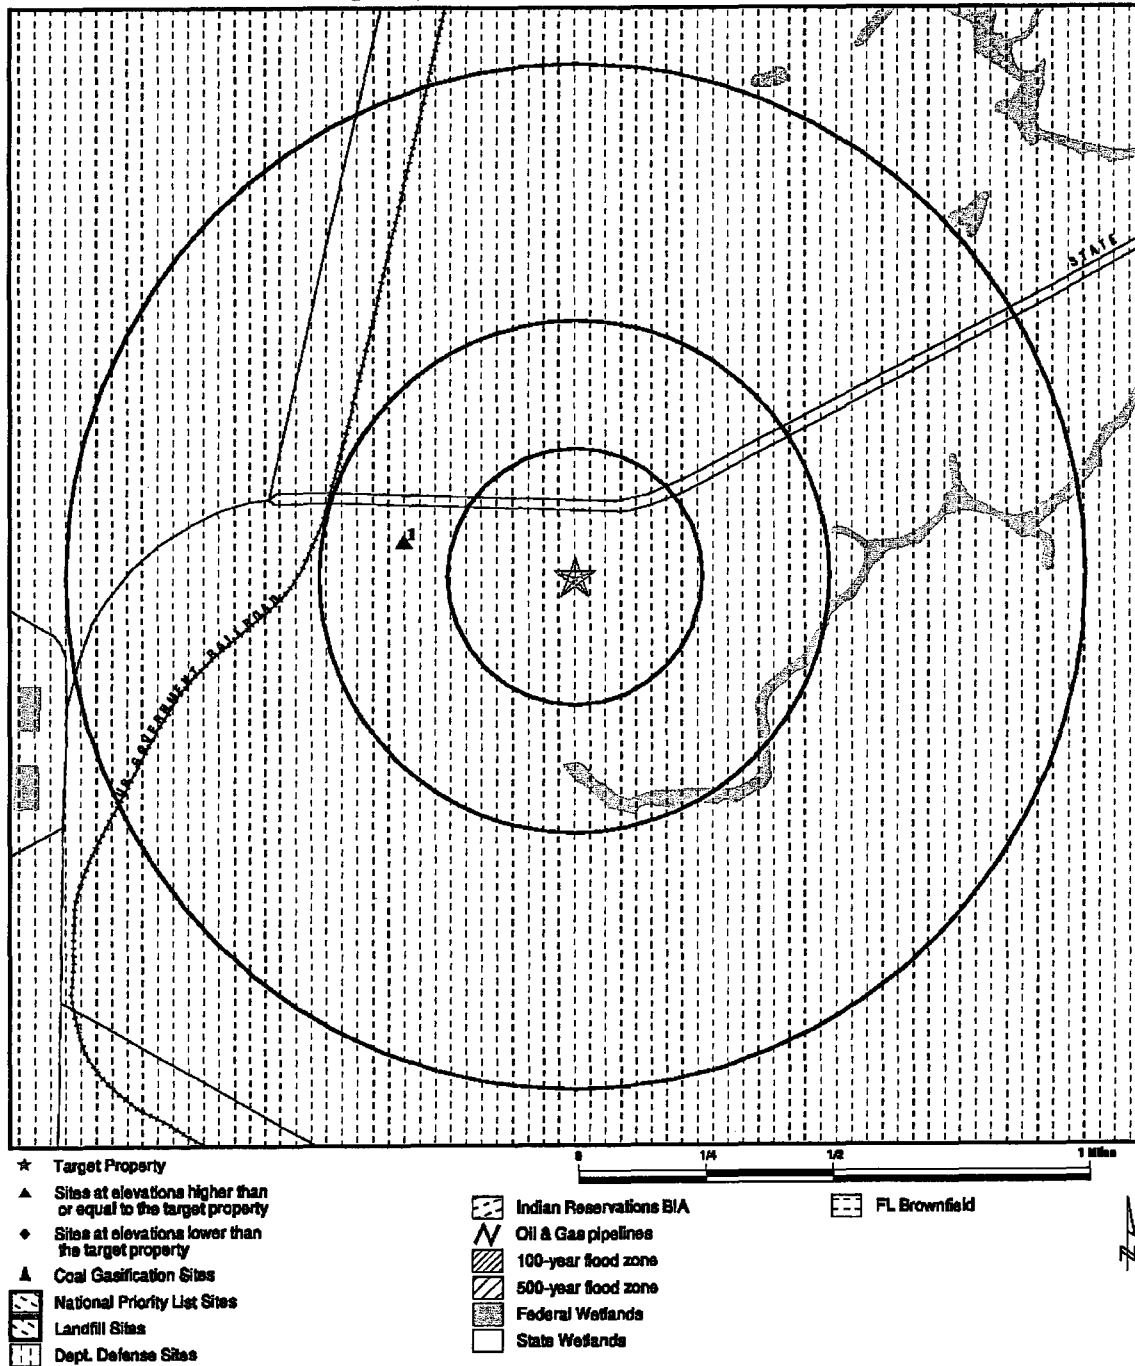 STATE
1
GOVERNMENT RAILROAD
0 1/4 1/2 1 Miles
Target Property
Sites at elevations higher than
or equal to the target property
Sites at elevations lower than
the target property
Coal Gasification Sites
National Priority List Sites
Landfill Sites
Dept. Defense Sites
Indian Reservations BIA
Oil & Gas pipelines
100-year flood zone
500-year flood zone
Federal Wetlands
State Wetlands
FL Brownfield